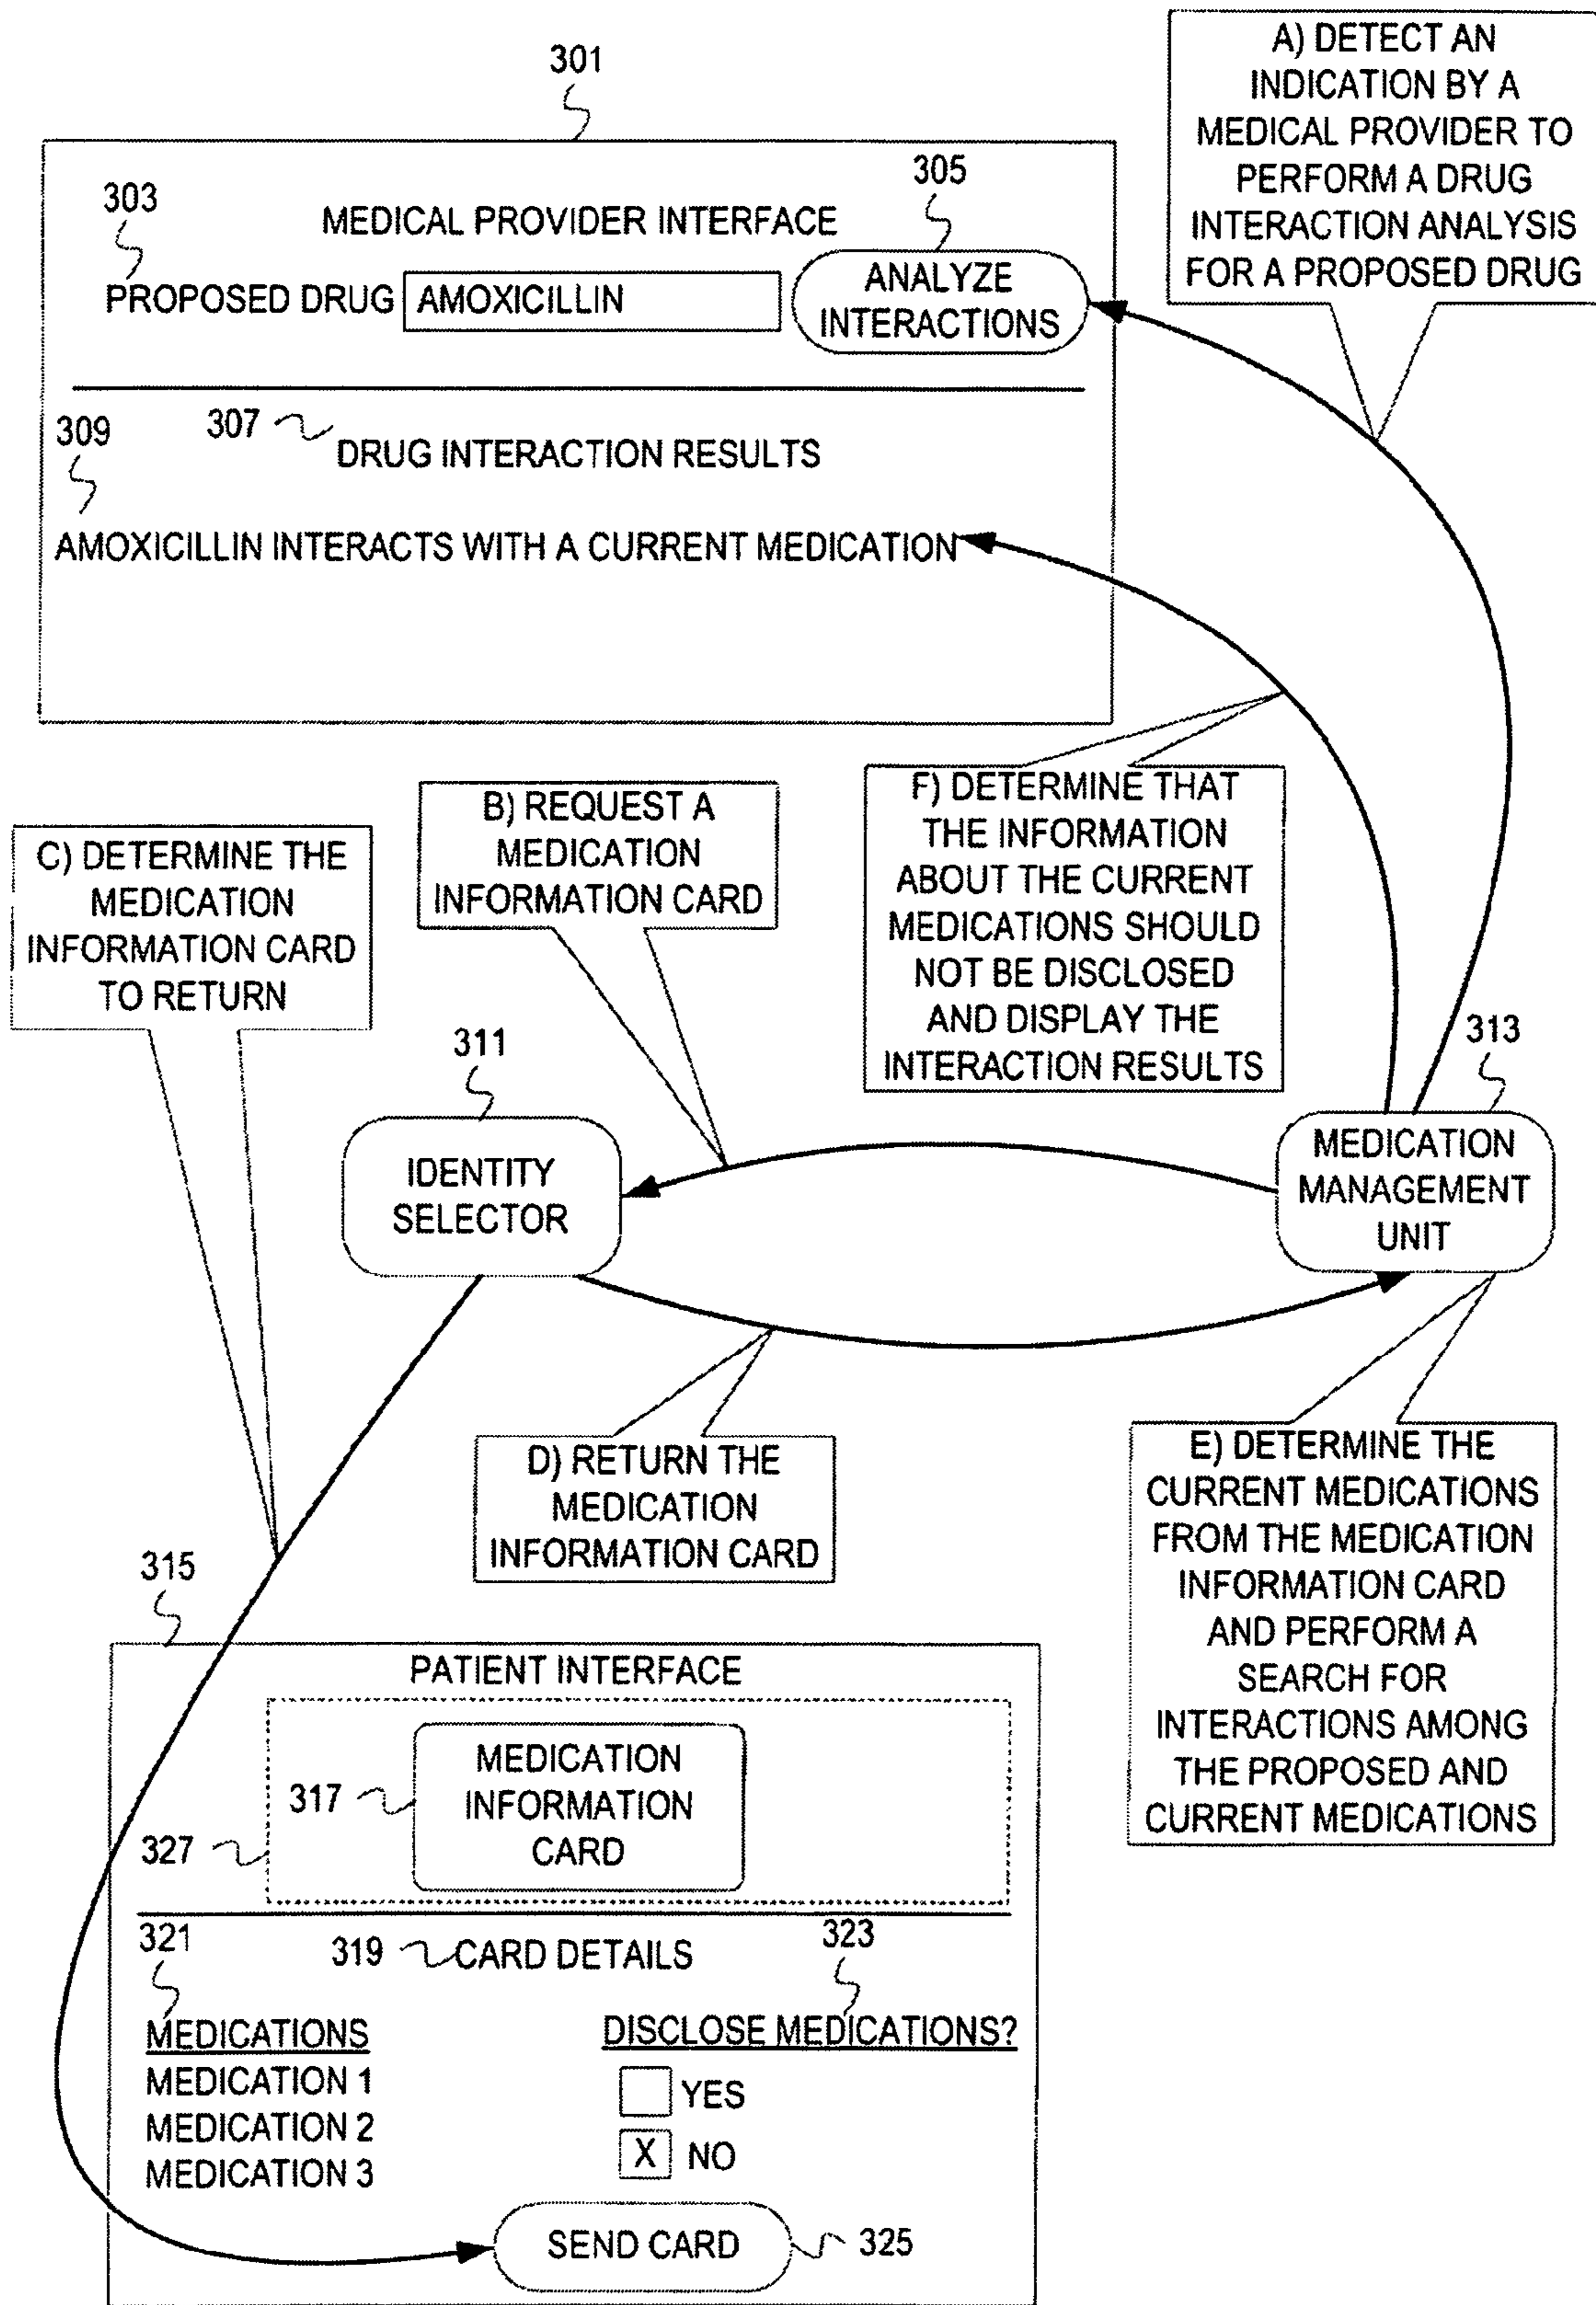 A) DETECT AN
INDICATION BY A
MEDICAL PROVIDER TO
PERFORM A DRUG
INTERACTION ANALYSIS
FOR A PROPOSED DRUG
301
303
MEDICAL PROVIDER INTERFACE
305
PROPOSED DRUG AMOXICILLIN
ANALYZE
INTERACTIONS
309
307
DRUG INTERACTION RESULTS
AMOXICILLIN INTERACTS WITH A CURRENT MEDICATION
B) REQUEST A
MEDICATION
INFORMATION CARD
F) DETERMINE THAT
THE INFORMATION
ABOUT THE CURRENT
MEDICATIONS SHOULD
NOT BE DISCLOSED
AND DISPLAY THE
INTERACTION RESULTS
C) DETERMINE THE
MEDICATION
INFORMATION CARD
TO RETURN
311
IDENTITY
SELECTOR
313
MEDICATION
MANAGEMENT
UNIT
D) RETURN THE
MEDICATION
INFORMATION CARD
E) DETERMINE THE
CURRENT MEDICATIONS
FROM THE MEDICATION
INFORMATION CARD
AND PERFORM A
SEARCH FOR
INTERACTIONS AMONG
THE PROPOSED AND
CURRENT MEDICATIONS
315
PATIENT INTERFACE
317
MEDICATION
INFORMATION
CARD
327
321
319
CARD DETAILS
323
MEDICATIONS
MEDICATION 1
MEDICATION 2
MEDICATION 3
DISCLOSE MEDICATIONS?
YES
X NO
SEND CARD
325